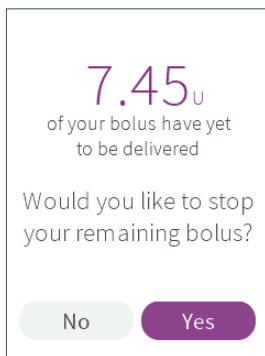 7.45U
of your bolus have yet
to be delivered
Would you like to stop
your remaining bolus?
No Yes